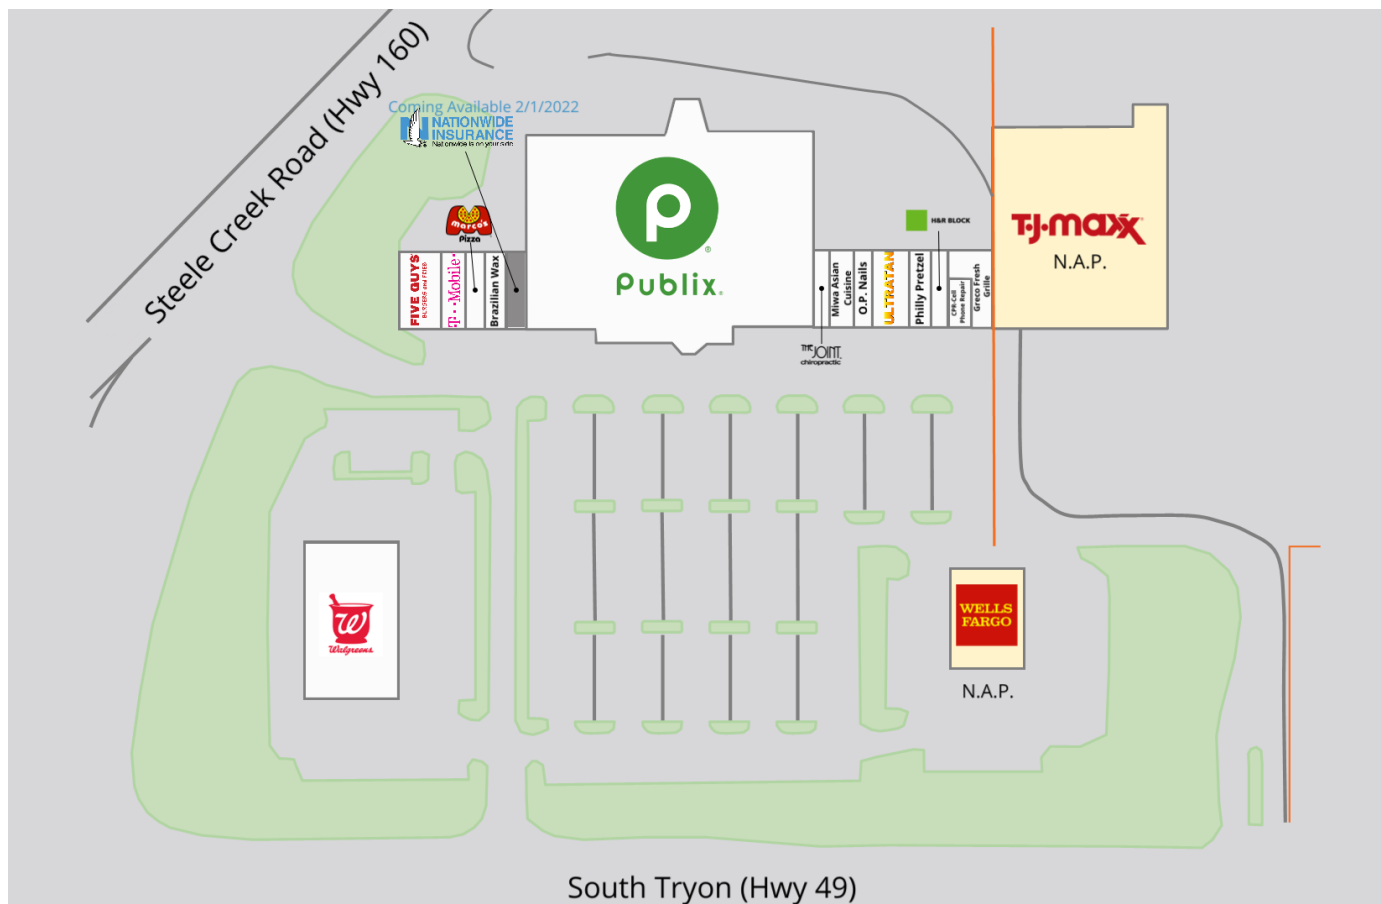 Steele Creek Road (Hwy 160)
Coming Available 2/1/2022
NATIONWIDE
INSURANCE
Nationwide is on your side
marco's
Pizza
FIVE GUYS
BURGERS and FRIES
T-Mobile
Brazilian Wax
Publix
THE JOINT
chiropractic
Miwa Asian
Cuisine
O.P. Nails
ULTRATAN
Philly Pretzel
H&R BLOCK
CPR-Cell
Phone Repair
Greco Fresh
Grille
T.J.maxx
N.A.P.
Walgreens
WELLS
FARGO
N.A.P.
South Tryon (Hwy 49)